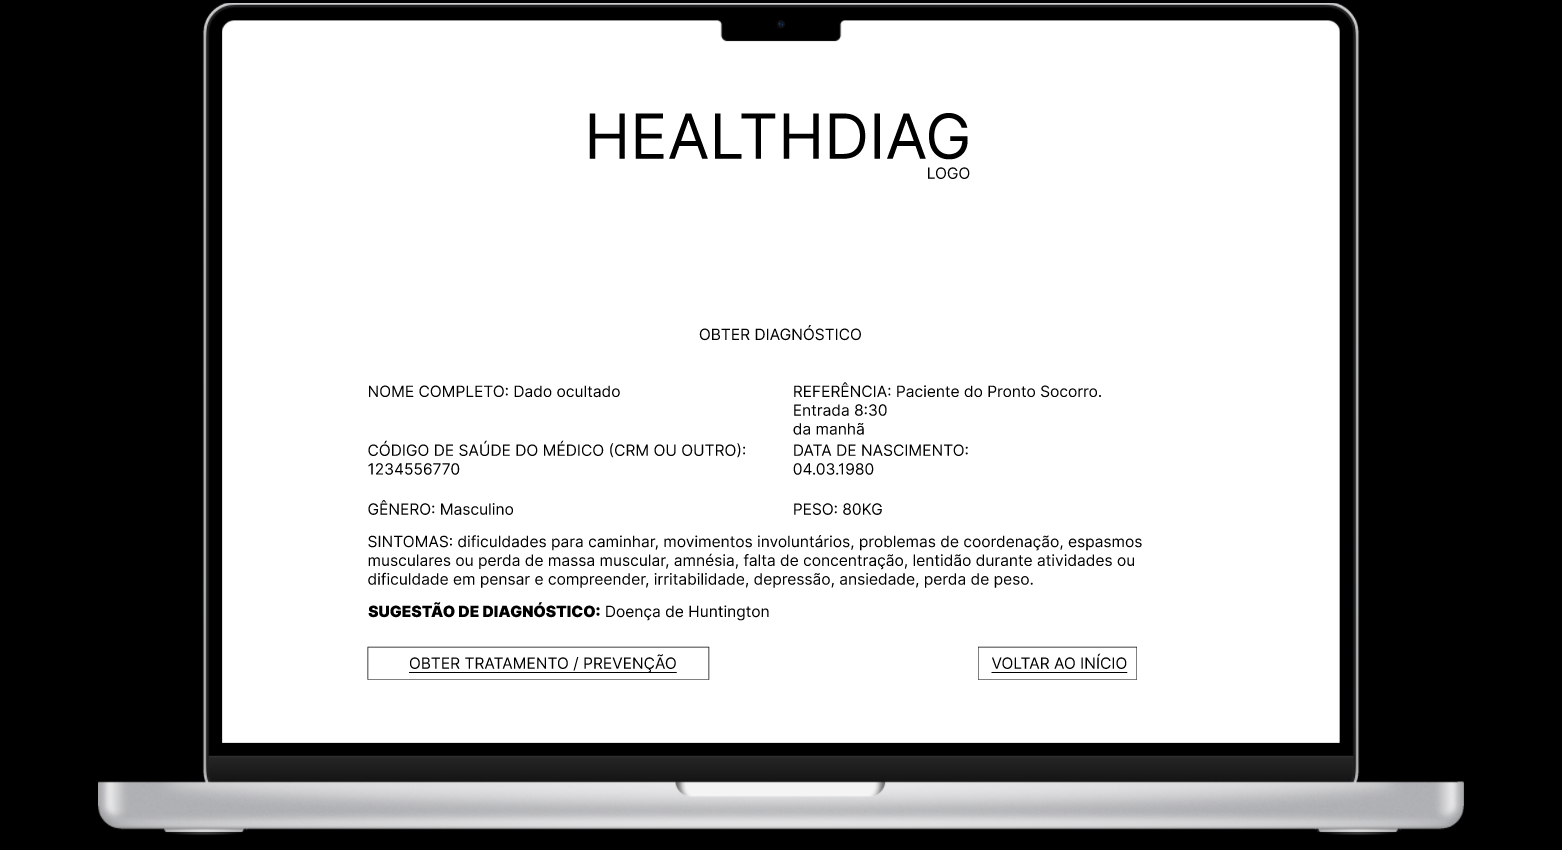 HEALTHDIAG
LOGO
OBTER DIAGNÓSTICO
NOME COMPLETO: Dado ocultado
REFERÊNCIA: Paciente do Pronto Socorro.
Entrada 8:30
da manhã
CÓDIGO DE SAÚDE DO MÉDICO (CRM OU OUTRO):
1234556770
DATA DE NASCIMENTO:
04.03.1980
GÊNERO: Masculino
PESO: 80KG
SINTOMAS: dificuldades para caminhar, movimentos involuntários, problemas de coordenação, espasmos
musculares ou perda de massa muscular, amnésia, falta de concentração, lentidão durante atividades ou
dificuldade em pensar e compreender, irritabilidade, depressão, ansiedade, perda de peso.
SUGESTÃO DE DIAGNÓSTICO: Doença de Huntington
OBTER TRATAMENTO / PREVENÇÃO
VOLTAR AO INÍCIO